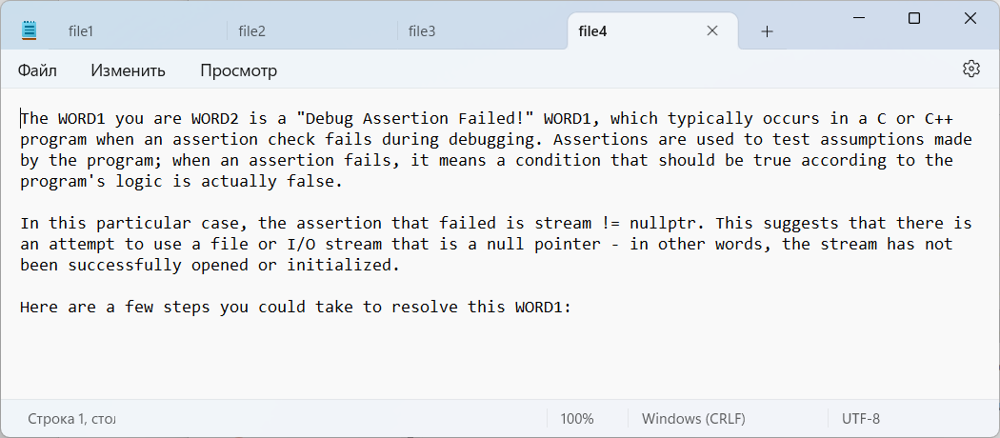 file1 file2 file3 file4
Файл Изменить Просмотр
The WORD1 you are WORD2 is a "Debug Assertion Failed!" WORD1, which typically occurs in a C or C++
program when an assertion check fails during debugging. Assertions are used to test assumptions made
by the program; when an assertion fails, it means a condition that should be true according to the
program's logic is actually false.
In this particular case, the assertion that failed is stream != nullptr. This suggests that there is
an attempt to use a file or I/O stream that is a null pointer - in other words, the stream has not
been successfully opened or initialized.
Here are a few steps you could take to resolve this WORD1:
Строка 1, 100% Windows (CRLF) UTF-8